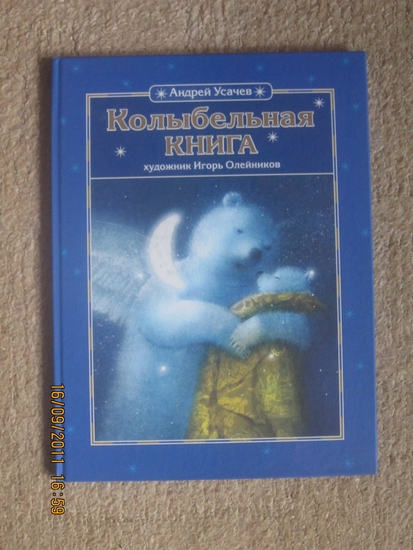 Андрей Усачев
Колыбельная
КНИГА
художник Игорь Олейников
16/09/2011 16:59